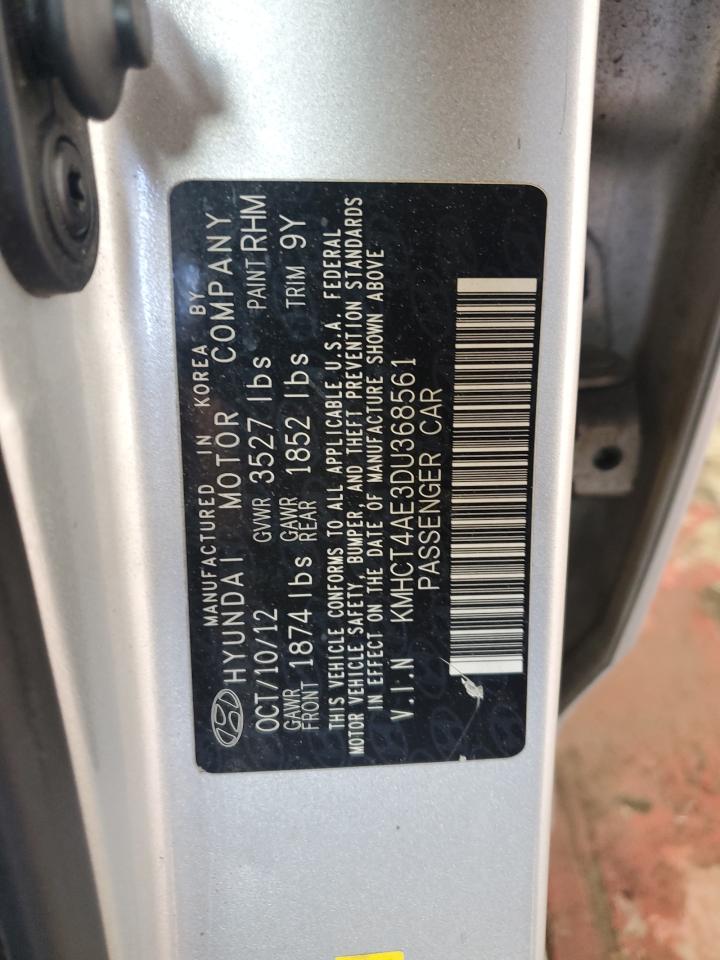 MANUFACTURED IN KOREA BY
HYUNDAI MOTOR COMPANY
OCT/10/12 GVWR 3527 lbs PAINT RHM
GAWR FRONT 1874 lbs GAWR REAR 1852 lbs TRIM 9Y
THIS VEHICLE CONFORMS TO ALL APPLICABLE U.S.A. FEDERAL
MOTOR VEHICLE SAFETY, BUMPER, AND THEFT PREVENTION STANDARDS
IN EFFECT ON THE DATE OF MANUFACTURE SHOWN ABOVE
V.I.N KMHCT4AE3DU368561
PASSENGER CAR